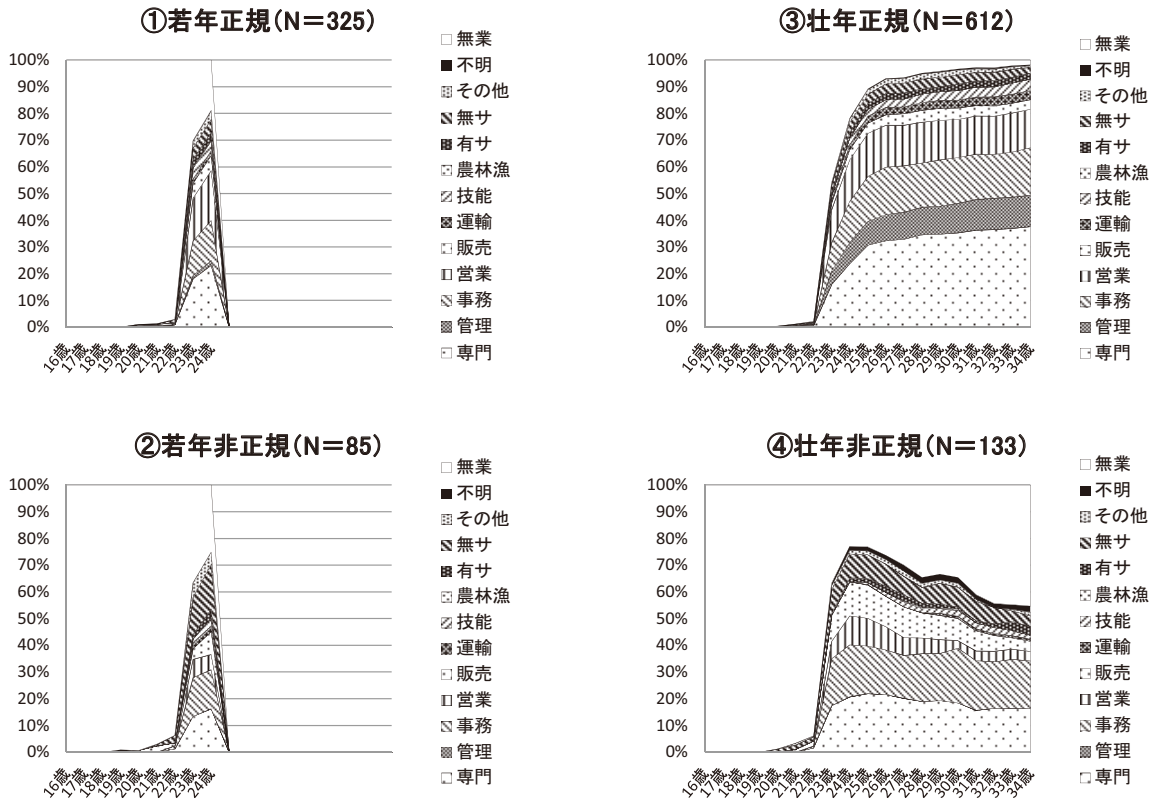 ①若年正規(N＝325)
100%
90%
80%
70%
60%
50%
40%
30%
20%
10%
0%
16歳
17歳
18歳
19歳
20歳
21歳
22歳
23歳
24歳
無業
不明
その他
無サ
有サ
農林漁
技能
運輸
販売
営業
事務
管理
専門
③壮年正規(N＝612)
100%
90%
80%
70%
60%
50%
40%
30%
20%
10%
0%
16歳
17歳
18歳
19歳
20歳
21歳
22歳
23歳
24歳
25歳
26歳
27歳
28歳
29歳
30歳
31歳
32歳
33歳
34歳
無業
不明
その他
無サ
有サ
農林漁
技能
運輸
販売
営業
事務
管理
専門
②若年非正規(N＝85)
100%
90%
80%
70%
60%
50%
40%
30%
20%
10%
0%
16歳
17歳
18歳
19歳
20歳
21歳
22歳
23歳
24歳
無業
不明
その他
無サ
有サ
農林漁
技能
運輸
販売
営業
事務
管理
専門
④壮年非正規(N＝133)
100%
90%
80%
70%
60%
50%
40%
30%
20%
10%
0%
16歳
17歳
18歳
19歳
20歳
21歳
22歳
23歳
24歳
25歳
26歳
27歳
28歳
29歳
30歳
31歳
32歳
33歳
34歳
無業
不明
その他
無サ
有サ
農林漁
技能
運輸
販売
営業
事務
管理
専門